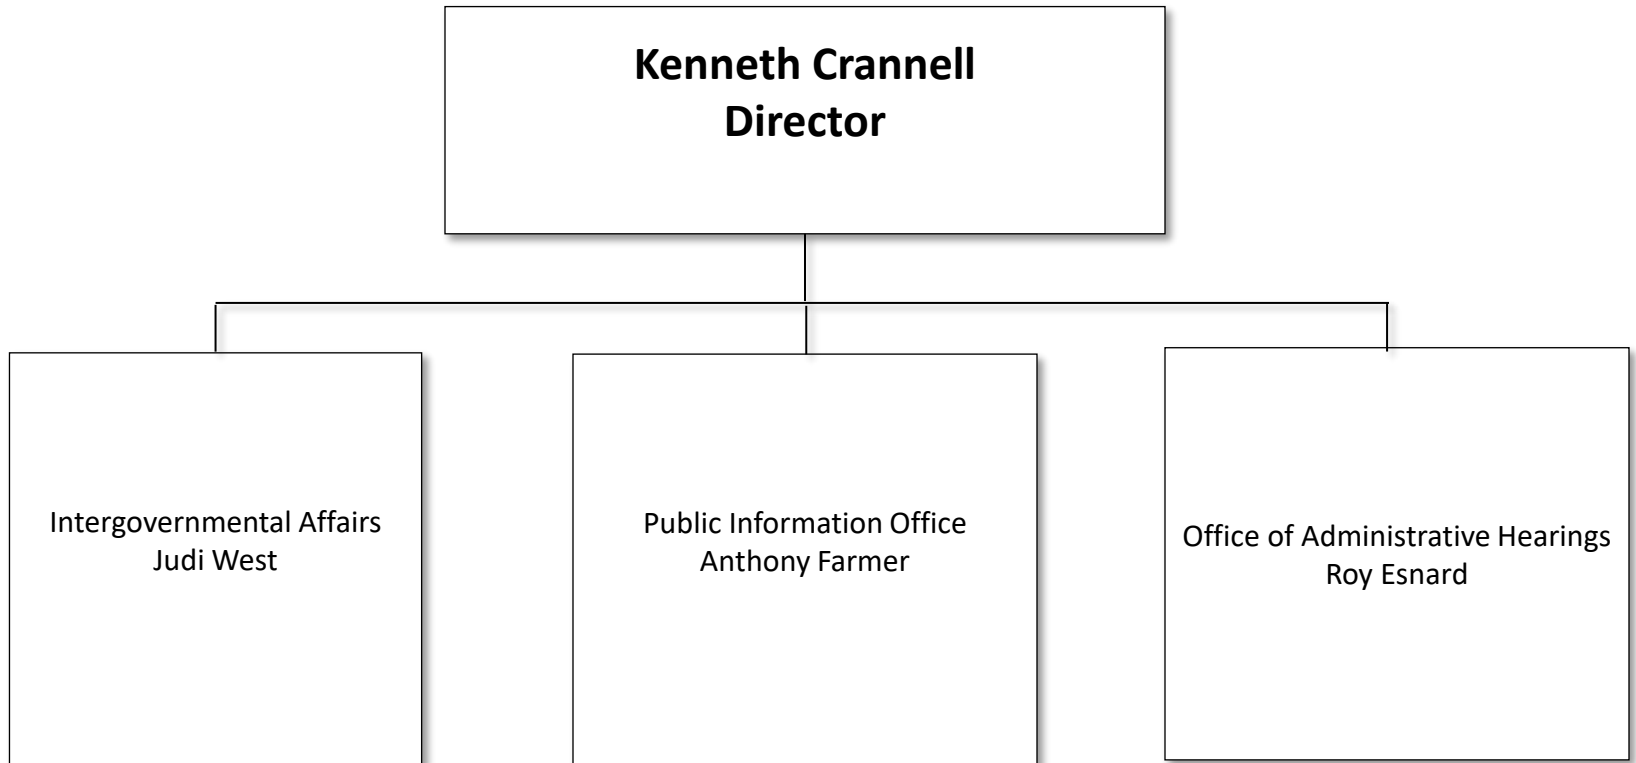 Kenneth Crannell
Director
Intergovernmental Affairs
Judi West
Public Information Office
Anthony Farmer
Office of Administrative Hearings
Roy Esnard